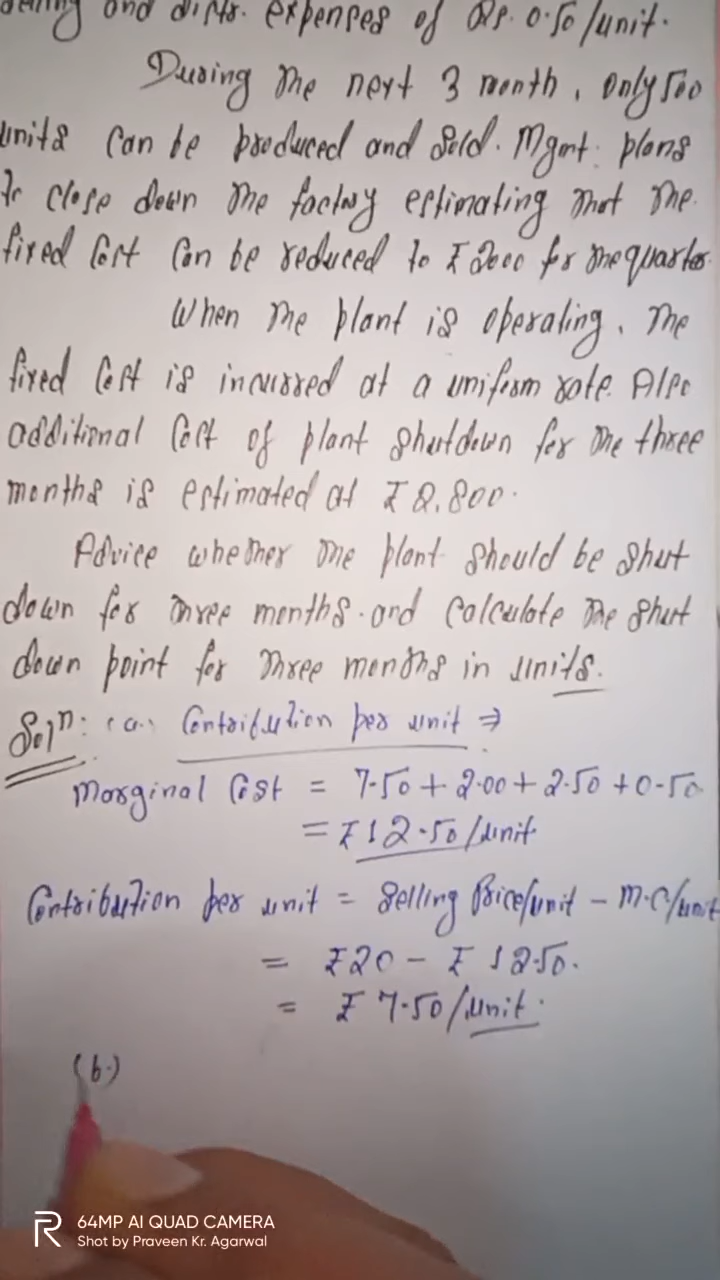 and distr. expenses of Rs. 0.50/unit.
During the next 3 month, only 500
units can be produced and sold. Mgmt. plans
to close down the factory estimating that the
fixed Cost Can be reduced to ₹2000 for the quarter.
When the plant is operating, the
fixed Cost is incurred at a uniform rate. Also
additional Cost of plant shutdown for the three
months is estimated at ₹2,800.
Advice whether the plant should be shut
down for three months and calculate the shut
down point for three months in units.
Solⁿ: (a) Contribution per unit ⇒
Marginal Cost = 7.50 + 2.00 + 2.50 + 0.50
= ₹12.50/unit
Contribution per unit = Selling Price/unit - M.C/unit
= ₹20 - ₹12.50.
= ₹7.50/unit.
(b.)
R
64MP AI QUAD CAMERA
Shot by Praveen Kr. Agarwal